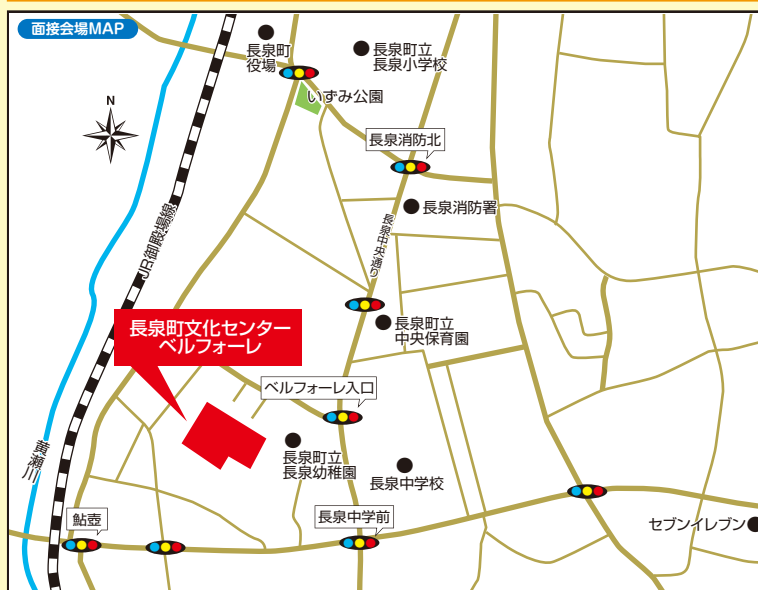 面接会場MAP
長泉町
役場
長泉町立
長泉小学校
いずみ公園
N
長泉消防北
長泉消防署
長泉中央通り
JR御殿場線
長泉町立
中央保育園
長泉町文化センター
ベルフォーレ
ベルフォーレ入口
長泉町立
長泉幼稚園
長泉中学校
黄瀬川
鮎壺
長泉中学前
セブンイレブン